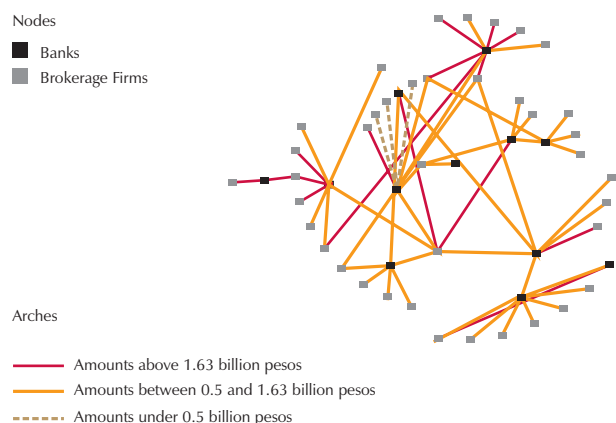 Nodes
Banks
Brokerage Firms
Arches
Amounts above 1.63 billion pesos
Amounts between 0.5 and 1.63 billion pesos
Amounts under 0.5 billion pesos